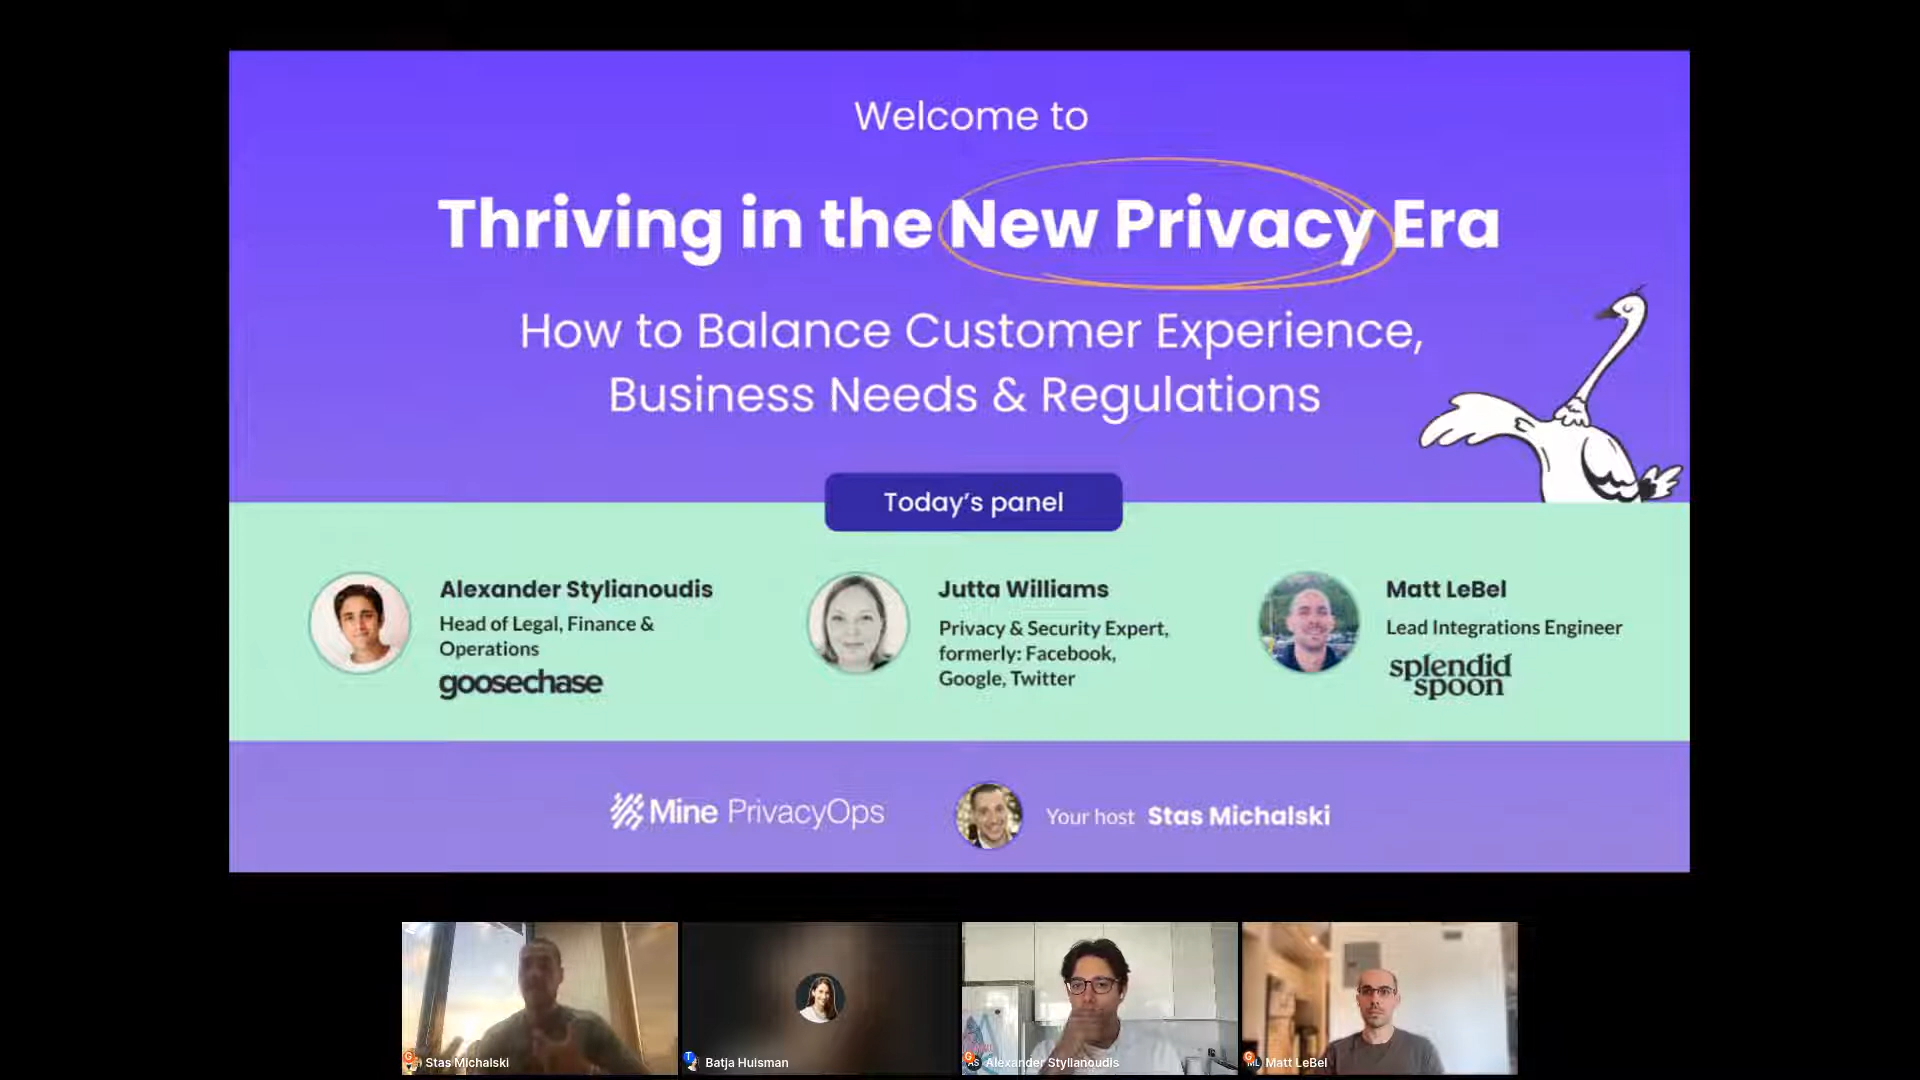 Welcome to
Thriving in the New Privacy Era
How to Balance Customer Experience,
Business Needs & Regulations
Today's panel
Alexander Stylianoudis
Head of Legal, Finance &
Operations
goosechase
Jutta Williams
Privacy & Security Expert,
formerly: Facebook,
Google, Twitter
Matt LeBel
Lead Integrations Engineer
splendid
spoon
Mine PrivacyOps
Your host Stas Michalski
G
Stas Michalski
T
Batja Huisman
G
AS
Alexander Stylianoudis
G
ML
Matt LeBel